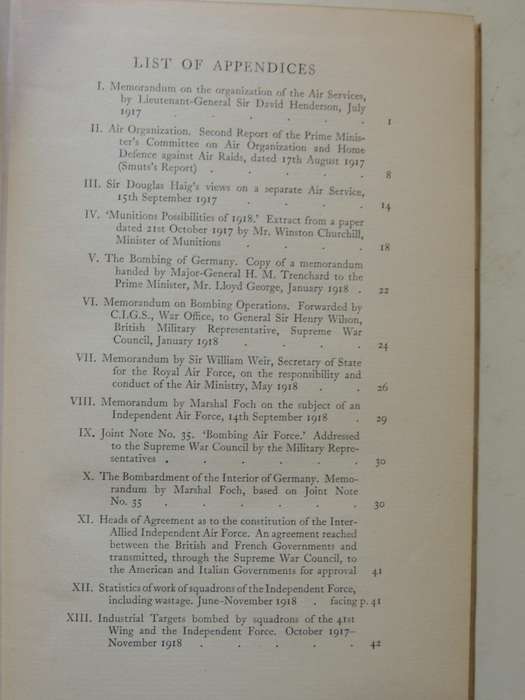 LIST OF APPENDICES
I. Memorandum on the organization of the Air Services,
by Lieutenant-General Sir David Henderson, July
1917 . . . . . . 1
II. Air Organization. Second Report of the Prime Minis-
ter's Committee on Air Organization and Home
Defence against Air Raids, dated 17th August 1917
(Smuts's Report) . . . . . 8
III. Sir Douglas Haig's views on a separate Air Service,
15th September 1917 . . . . 14
IV. 'Munitions Possibilities of 1918.' Extract from a paper
dated 21st October 1917 by Mr. Winston Churchill,
Minister of Munitions . . . . 18
V. The Bombing of Germany. Copy of a memorandum
handed by Major-General H. M. Trenchard to the
Prime Minister, Mr. Lloyd George, January 1918 . 22
VI. Memorandum on Bombing Operations. Forwarded by
C.I.G.S., War Office, to General Sir Henry Wilson,
British Military Representative, Supreme War
Council, January 1918 . . . . 24
VII. Memorandum by Sir William Weir, Secretary of State
for the Royal Air Force, on the responsibility and
conduct of the Air Ministry, May 1918 . . 26
VIII. Memorandum by Marshal Foch on the subject of an
Independent Air Force, 14th September 1918 . 29
IX. Joint Note No. 35. 'Bombing Air Force.' Addressed
to the Supreme War Council by the Military Repre-
sentatives . . . . . . 30
X. The Bombardment of the Interior of Germany. Memo-
randum by Marshal Foch, based on Joint Note
No. 35 . . . . . . 30
XI. Heads of Agreement as to the constitution of the Inter-
Allied Independent Air Force. An agreement reached
between the British and French Governments and
transmitted, through the Supreme War Council, to
the American and Italian Governments for approval 41
XII. Statistics of work of squadrons of the Independent Force,
including wastage. June–November 1918 . facing p. 41
XIII. Industrial Targets bombed by squadrons of the 41st
Wing and the Independent Force. October 1917–
November 1918 . . . . . 42